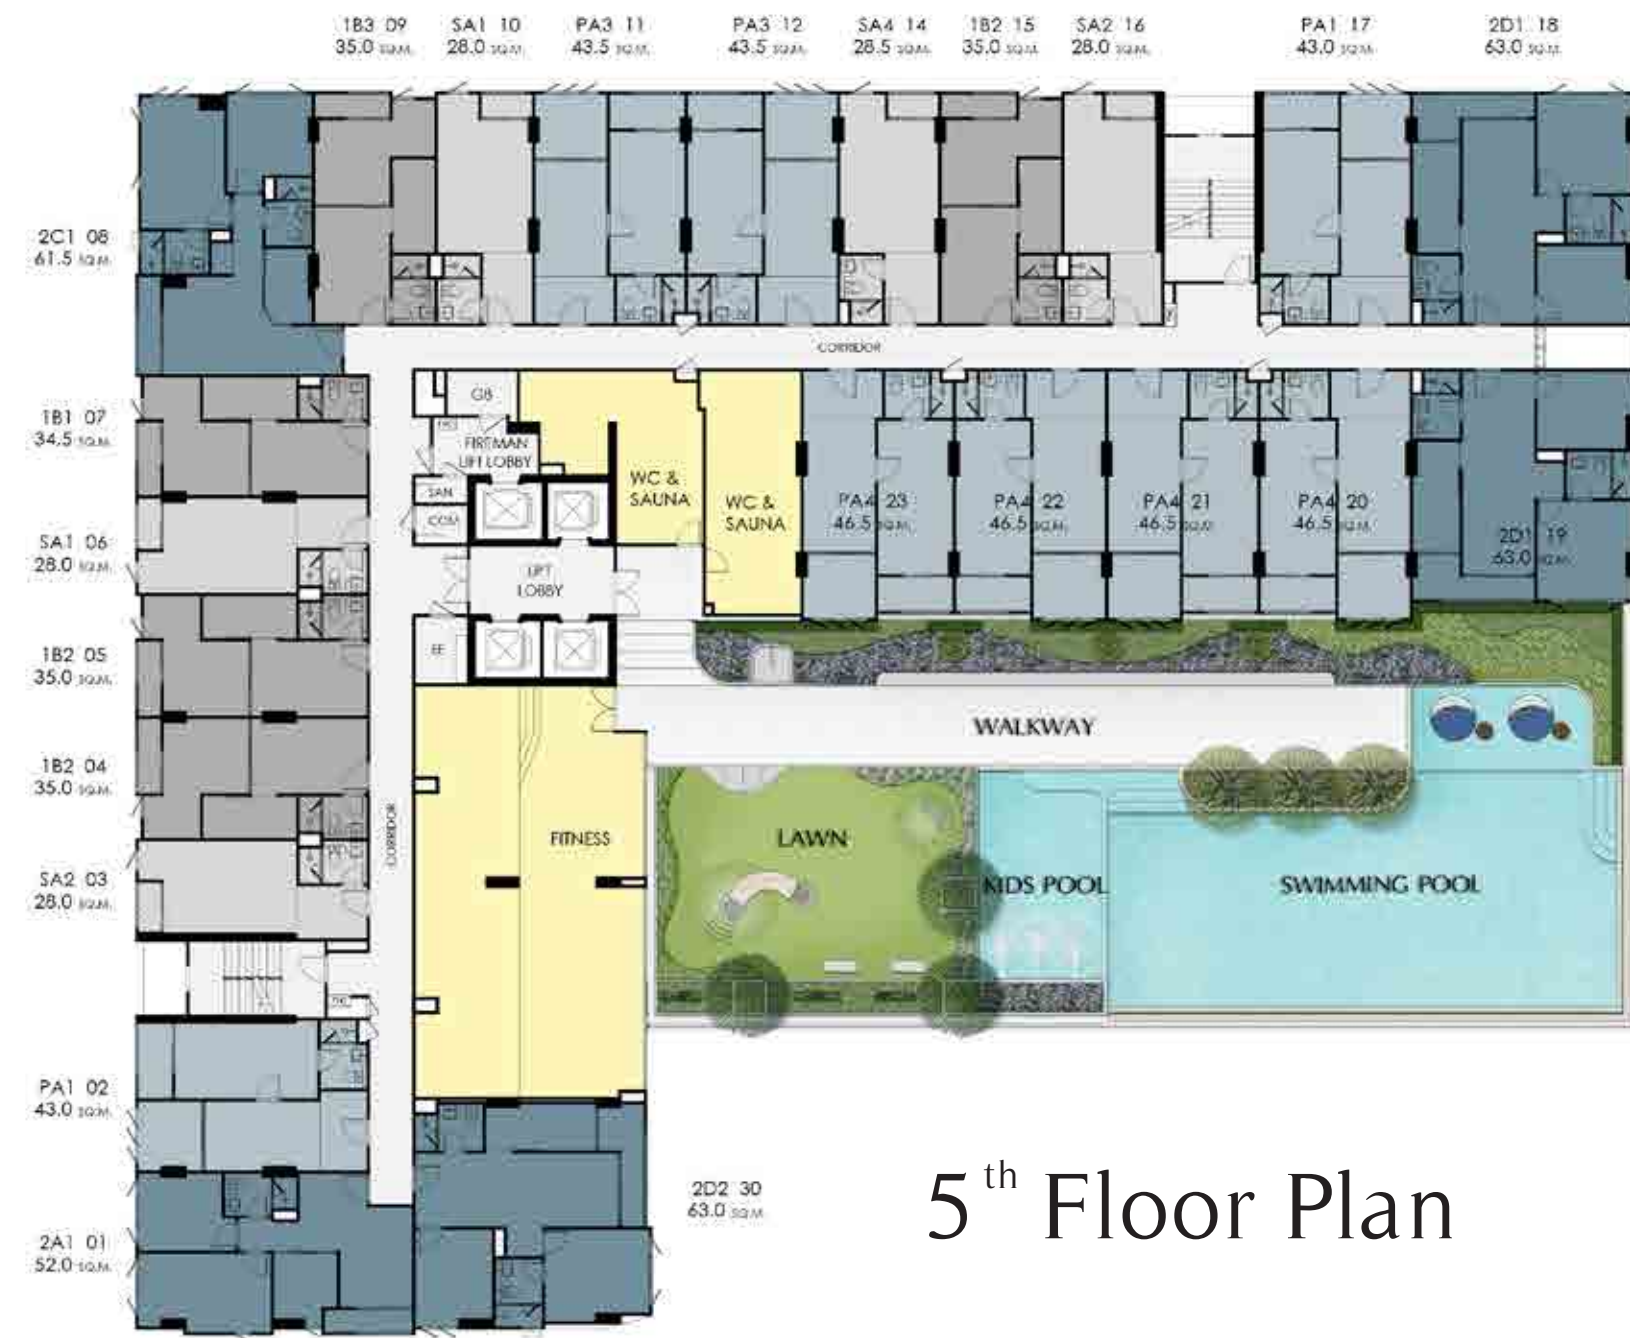 1B3 09
35.0 SQ.M.
SA1 10
28.0 SQ.M.
PA3 11
43.5 SQ.M.
PA3 12
43.5 SQ.M.
SA4 14
28.5 SQ.M.
1B2 15
35.0 SQ.M.
SA2 16
28.0 SQ.M.
PA1 17
43.0 SQ.M.
2D1 18
63.0 SQ.M.
2C1 08
61.5 SQ.M.
CORRIDOR
1B1 07
34.5 SQ.M.
GB
FIREMAN
LIFT LOBBY
SAN
COM
WC &
SAUNA
WC &
SAUNA
PA4 23
46.5 SQ.M.
PA4 22
46.5 SQ.M.
PA4 21
46.5 SQ.M.
PA4 20
46.5 SQ.M.
2D1 19
63.0 SQ.M.
SA1 06
28.0 SQ.M.
LIFT
LOBBY
EE
1B2 05
35.0 SQ.M.
WALKWAY
1B2 04
35.0 SQ.M.
CORRIDOR
FITNESS
LAWN
KIDS POOL
SWIMMING POOL
SA2 03
28.0 SQ.M.
PA1 02
43.0 SQ.M.
2D2 30
63.0 SQ.M.
5th Floor Plan
2A1 01
52.0 SQ.M.